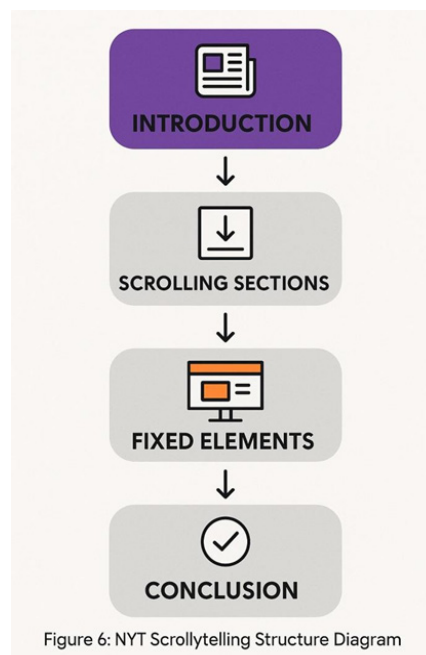 INTRODUCTION
SCROLLING SECTIONS
FIXED ELEMENTS
CONCLUSION
Figure 6: NYT Scrollytelling Structure Diagram